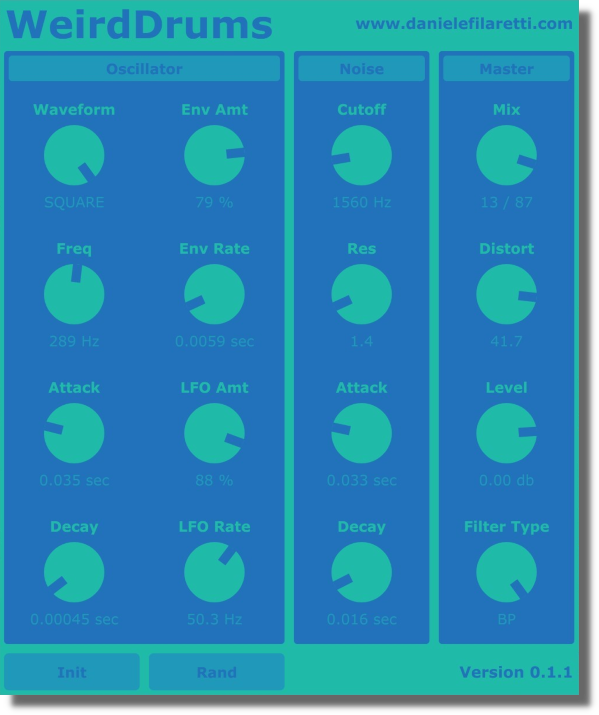 WeirdDrums
www.danielefilaretti.com
Oscillator
Noise
Master
Waveform
Env Amt
Cutoff
Mix
SQUARE
79 %
1560 Hz
13 / 87
Freq
Env Rate
Res
Distort
289 Hz
0.0059 sec
1.4
41.7
Attack
LFO Amt
Attack
Level
0.035 sec
88 %
0.033 sec
0.00 db
Decay
LFO Rate
Decay
Filter Type
0.00045 sec
50.3 Hz
0.016 sec
BP
Init
Rand
Version 0.1.1